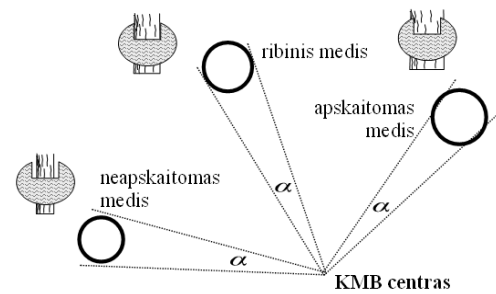 ribinis medis
apskaitomas
medis
neapskaitomas
medis
α
α
α
KMB centras